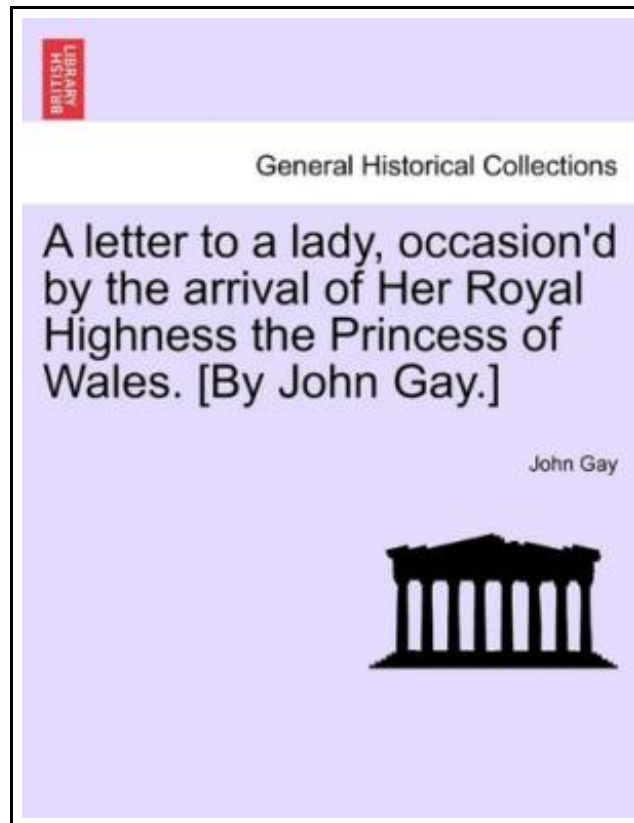 BRITISH
LIBRARY
General Historical Collections
A letter to a lady, occasion'd
by the arrival of Her Royal
Highness the Princess of
Wales. [By John Gay.]
John Gay